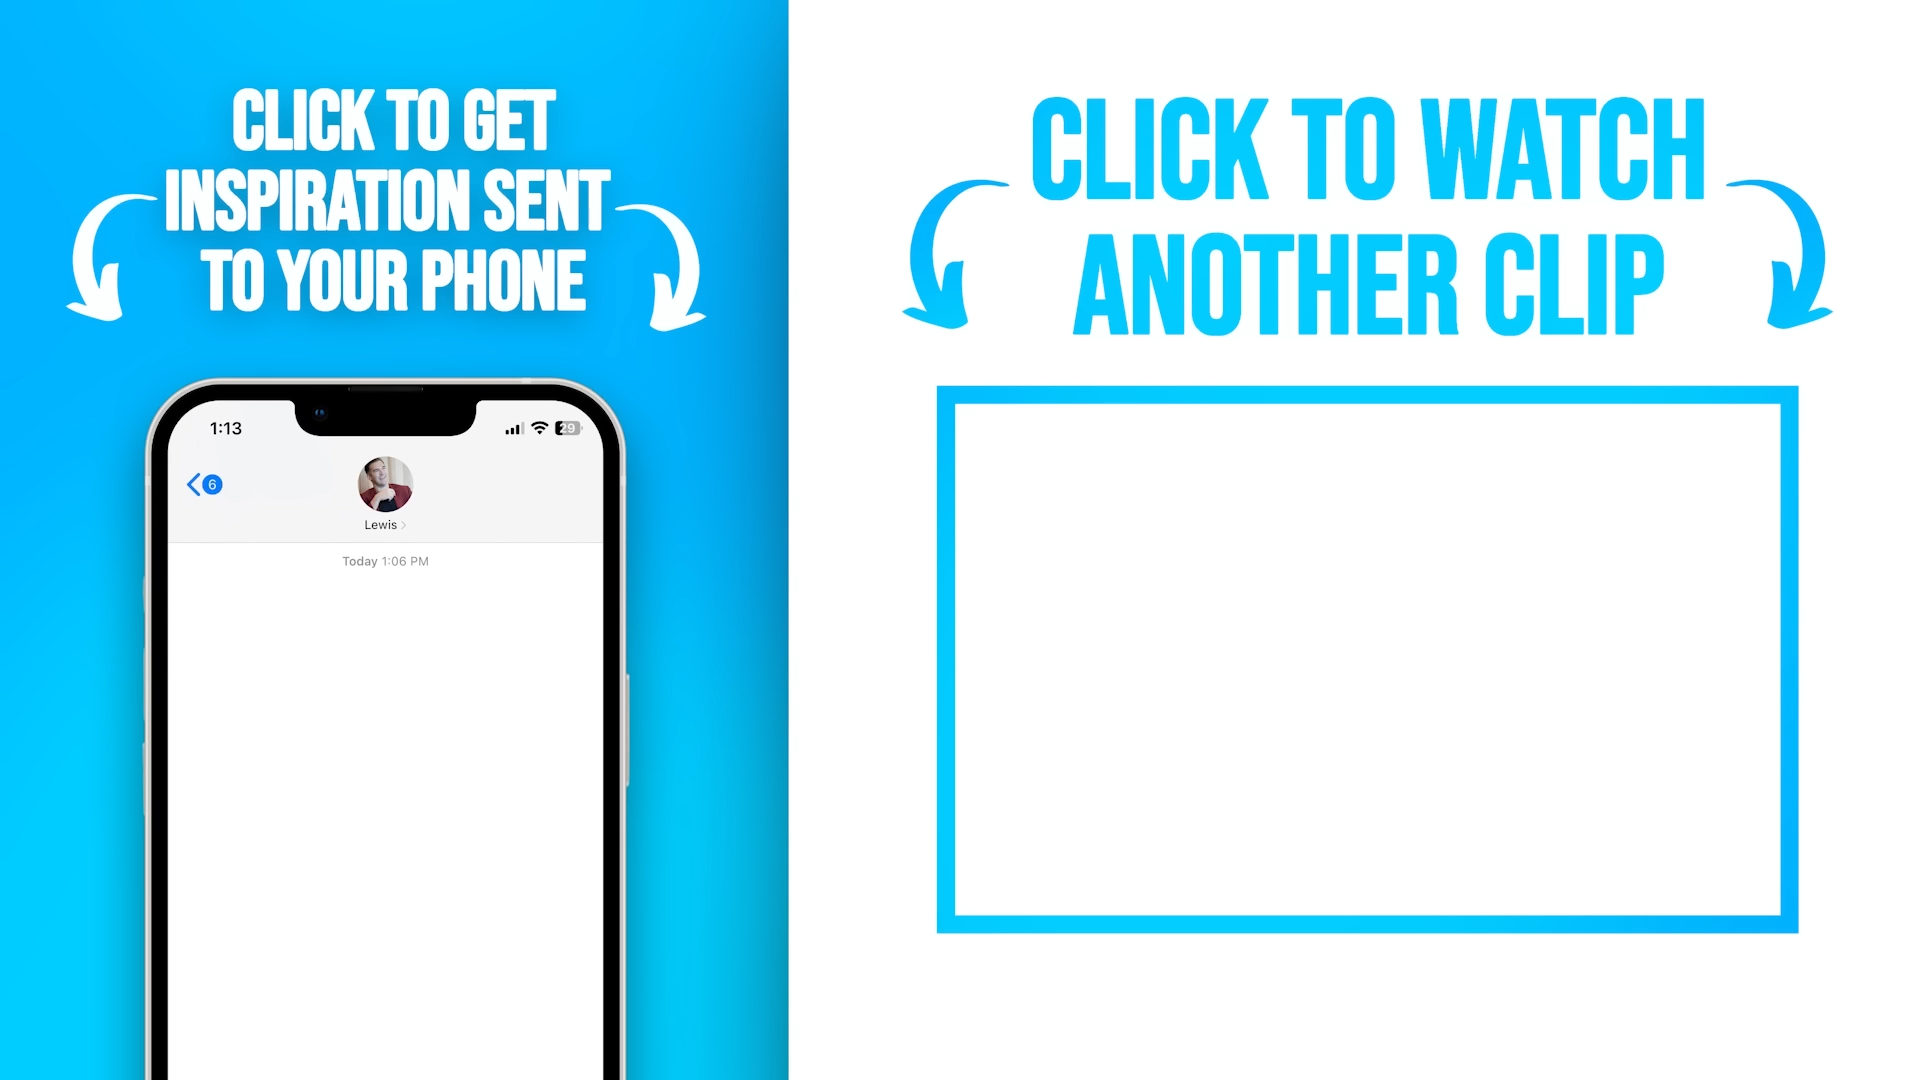 CLICK TO GET
INSPIRATION SENT
TO YOUR PHONE
1:13
29
6
Lewis
Today 1:06 PM
CLICK TO WATCH
ANOTHER CLIP